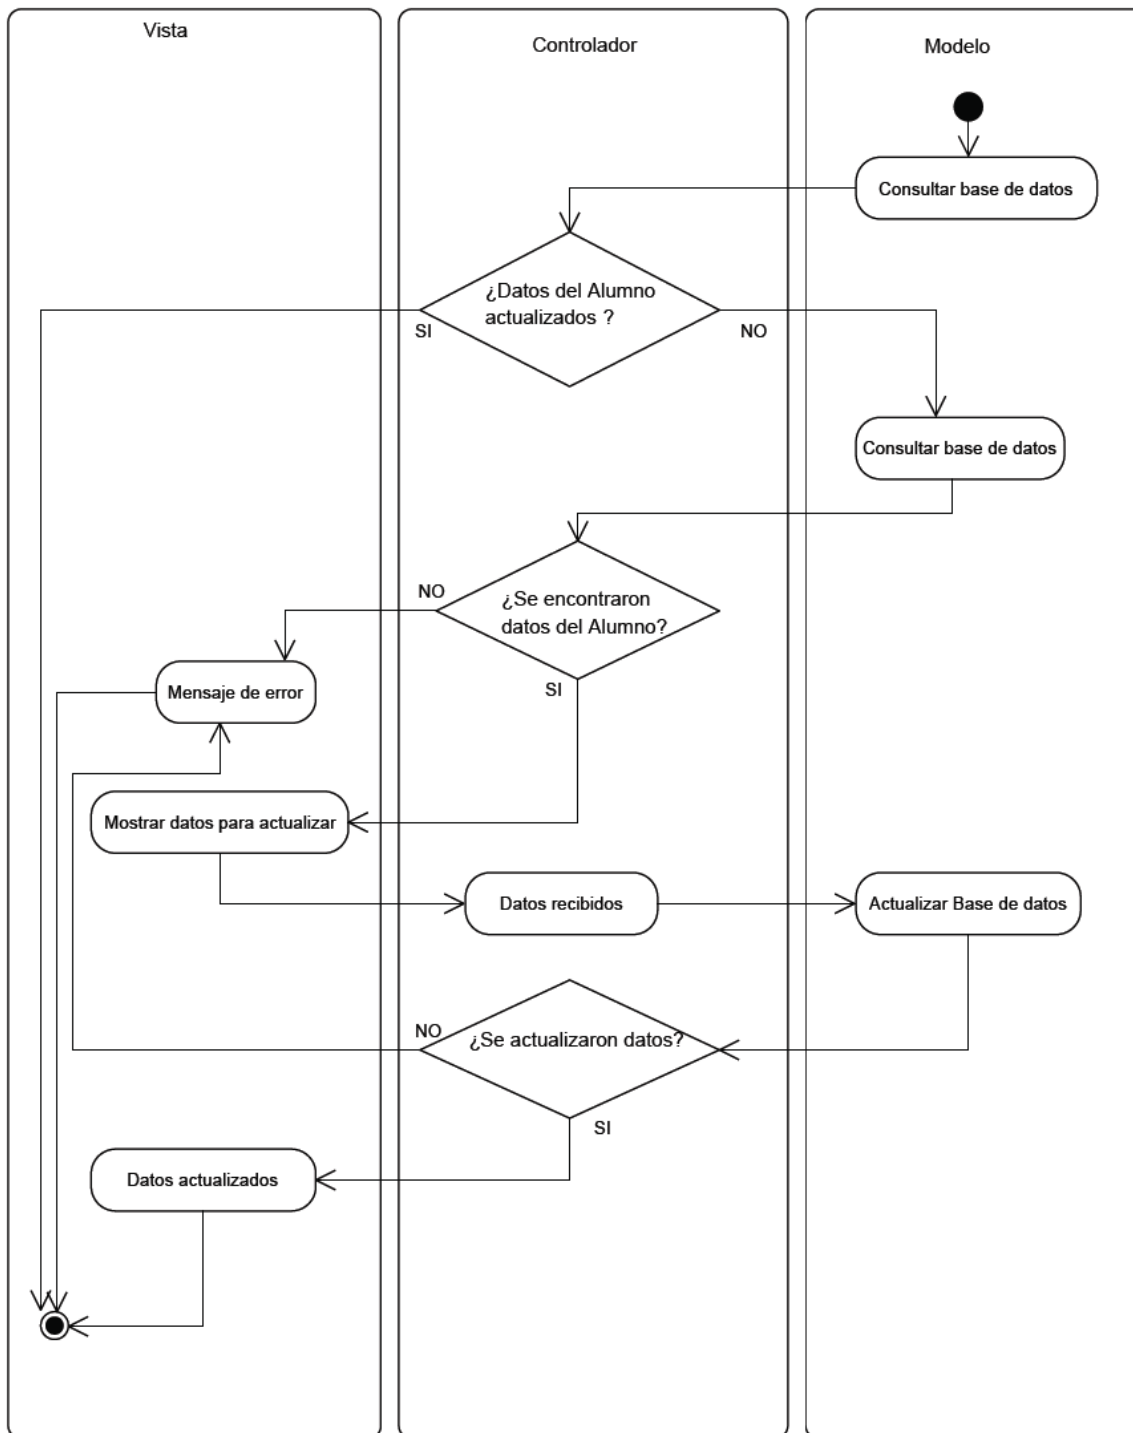 Vista
Controlador
Modelo
Consultar base de datos
¿Datos del Alumno
actualizados ?
SI
NO
Consultar base de datos
NO
¿Se encontraron
datos del Alumno?
SI
Mensaje de error
Mostrar datos para actualizar
Datos recibidos
Actualizar Base de datos
NO
¿Se actualizaron datos?
SI
Datos actualizados